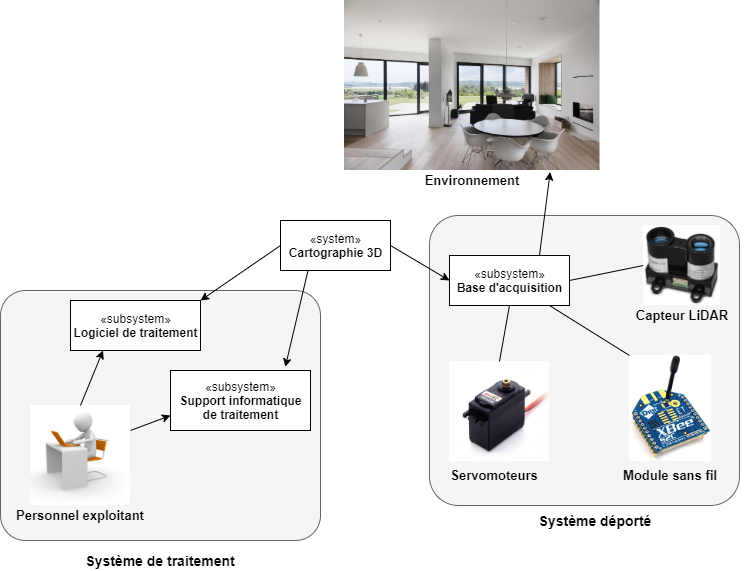 Environnement
«system»
Cartographie 3D
«subsystem»
Base d'acquisition
Capteur LiDAR
«subsystem»
Logiciel de traitement
«subsystem»
Support informatique
de traitement
XBee
Servomoteurs
Module sans fil
Personnel exploitant
Système déporté
Système de traitement